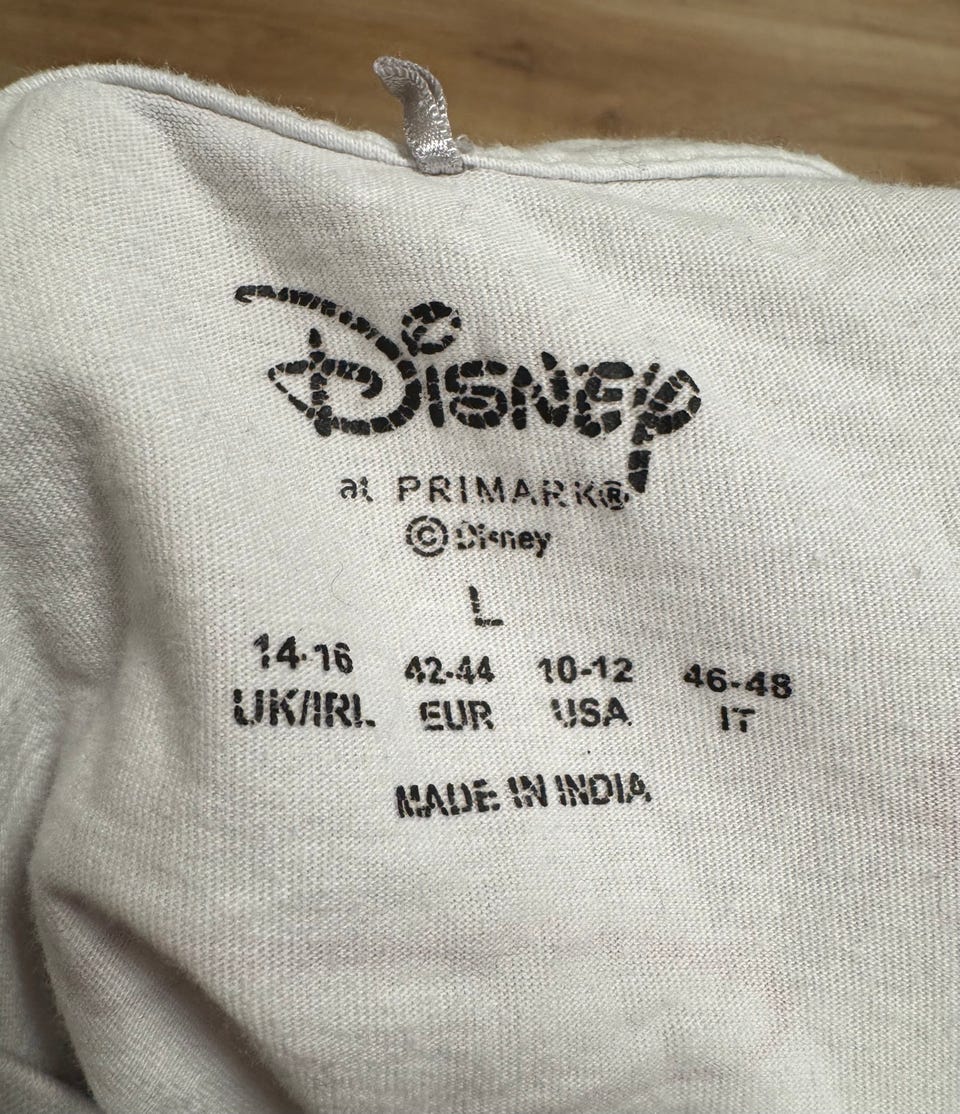 Disney
at PRIMARK®
©Disney
L
14-16 42-44 10-12 46-48
UK/IRL EUR USA IT
MADE IN INDIA